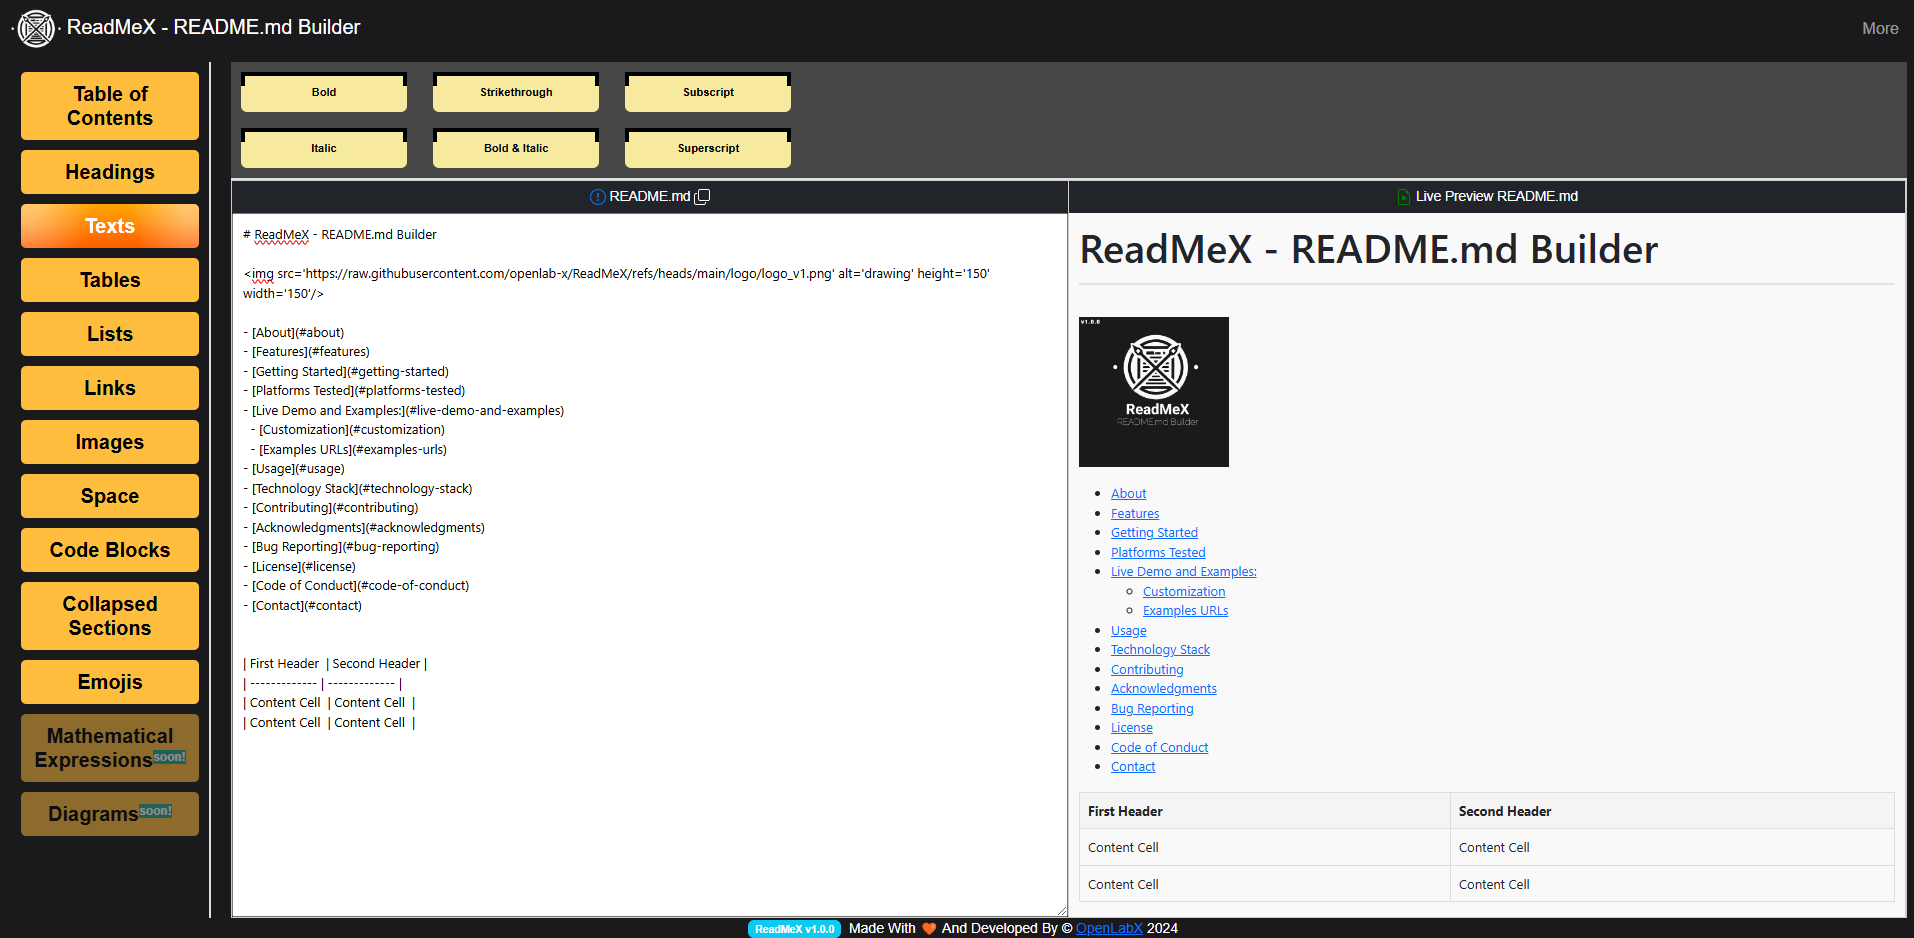 ReadMeX - README.md Builder
More
Table of
Contents
Headings
Texts
Tables
Lists
Links
Images
Space
Code Blocks
Collapsed
Sections
Emojis
Mathematical
Expressions soon!
Diagrams soon!
Bold
Strikethrough
Subscript
Italic
Bold & Italic
Superscript
README.md
# ReadMeX - README.md Builder
<img src='https://raw.githubusercontent.com/openlab-x/ReadMeX/refs/heads/main/logo/logo_v1.png' alt='drawing' height='150'
width='150'/>
- [About](#about)
- [Features](#features)
- [Getting Started](#getting-started)
- [Platforms Tested](#platforms-tested)
- [Live Demo and Examples:](#live-demo-and-examples)
- [Customization](#customization)
- [Examples URLs](#examples-urls)
- [Usage](#usage)
- [Technology Stack](#technology-stack)
- [Contributing](#contributing)
- [Acknowledgments](#acknowledgments)
- [Bug Reporting](#bug-reporting)
- [License](#license)
- [Code of Conduct](#code-of-conduct)
- [Contact](#contact)
| First Header | Second Header |
| ------------- | ------------- |
| Content Cell | Content Cell |
| Content Cell | Content Cell |
Live Preview README.md
ReadMeX - README.md Builder
v1.0.0
ReadMeX
README.md Builder
About
Features
Getting Started
Platforms Tested
Live Demo and Examples:
Customization
Examples URLs
Usage
Technology Stack
Contributing
Acknowledgments
Bug Reporting
License
Code of Conduct
Contact
First Header Second Header
Content Cell Content Cell
Content Cell Content Cell
ReadMeX v1.0.0 Made With ❤ And Developed By © OpenLabX 2024